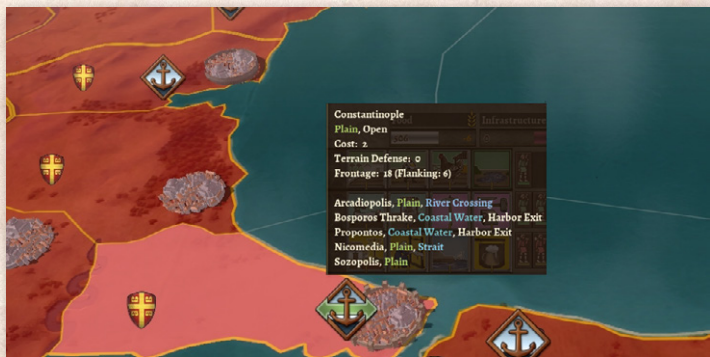 Constantinople
Plain, Open
Cost: 2
Terrain Defense: 0
Frontage: 18 (Flanking: 6)
Arcadiopolis, Plain, River Crossing
Bosporos Thrake, Coastal Water, Harbor Exit
Propontos, Coastal Water, Harbor Exit
Nicomedia, Plain, Strait
Sozopolis, Plain
Infrastructure